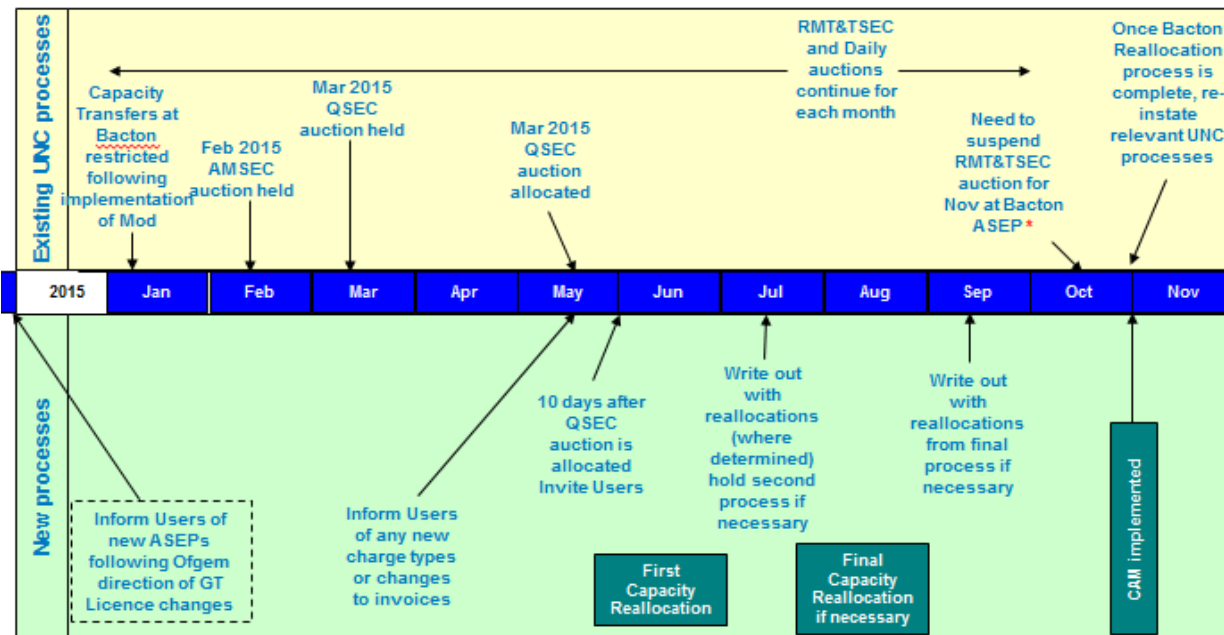 Existing UNC processes
Capacity
Transfers at
Bacton
restricted
following
implementation
of Mod
Feb 2015
AMSEC
auction held
Mar 2015
QSEC
auction held
Mar 2015
QSEC
auction
allocated
RMT&TSEC
and Daily
auctions
continue for
each month
Need to
suspend
RMT&TSEC
auction for
Nov at Bacton
ASEP *
Once Bacton
Reallocation
process is
complete, re-
instate
relevant UNC
processes
2015 Jan Feb Mar Apr May Jun Jul Aug Sep Oct Nov
New processes
Inform Users of
new ASEPs
following Ofgem
direction of GT
Licence changes
Inform Users
of any new
charge types
or changes
to invoices
10 days after
QSEC
auction is
allocated
Invite Users
First
Capacity
Reallocation
Write out
with
reallocations
(where
determined)
hold second
process if
necessary
Final
Capacity
Reallocation
if necessary
Write out
with
reallocations
from final
process if
necessary
CAM implemented